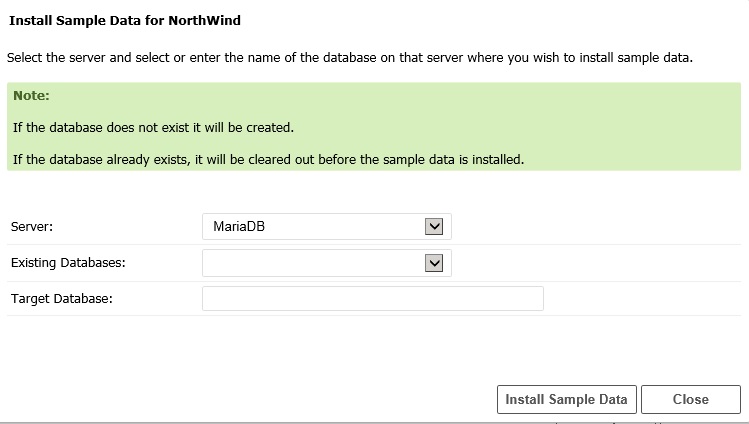 Install Sample Data for NorthWind
Select the server and select or enter the name of the database on that server where you wish to install sample data.
Note:
If the database does not exist it will be created.
If the database already exists, it will be cleared out before the sample data is installed.
Server: MariaDB
Existing Databases:
Target Database:
Install Sample Data Close